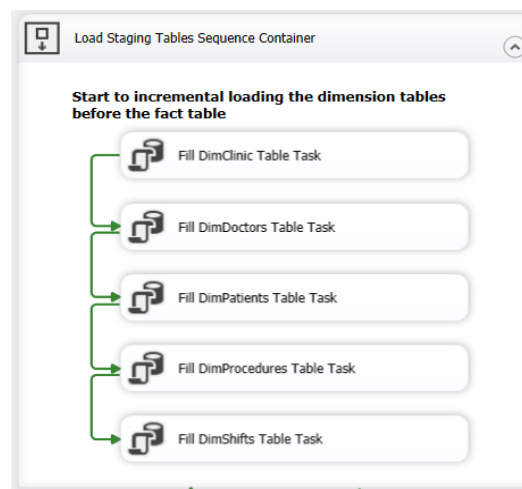 Load Staging Tables Sequence Container
Start to incremental loading the dimension tables
before the fact table
Fill DimClinic Table Task
Fill DimDoctors Table Task
Fill DimPatients Table Task
Fill DimProcedures Table Task
Fill DimShifts Table Task